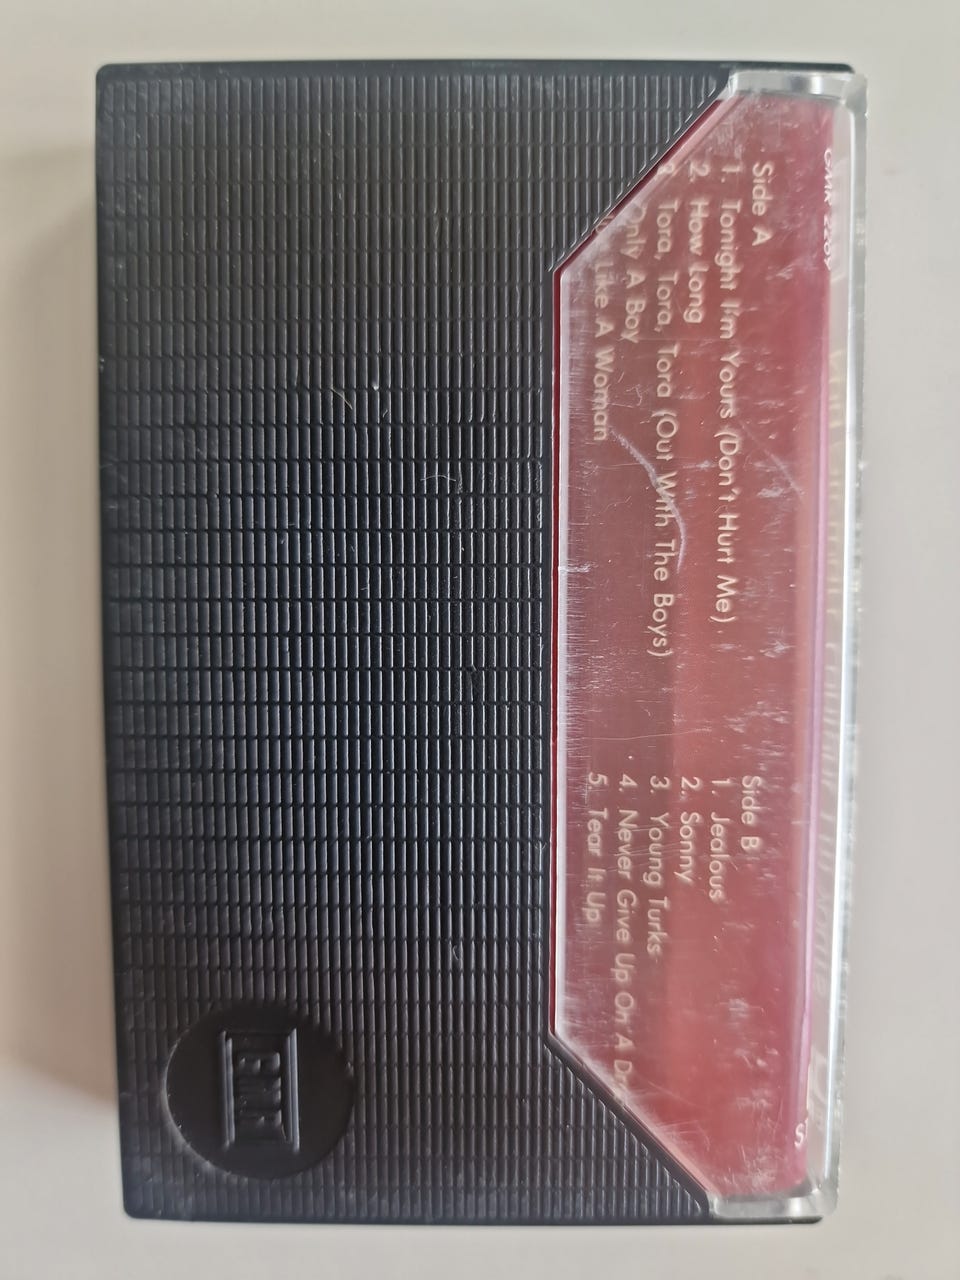 Side A
1. Tonight I'm Yours (Don't Hurt Me)
2. How Long
3. Tora, Tora, Tora (Out With The Boys)
Only A Boy
Like A Woman
Side B
1. Jealous
2. Sonny
3. Young Turks
4. Never Give Up On A
5. Tear It Up